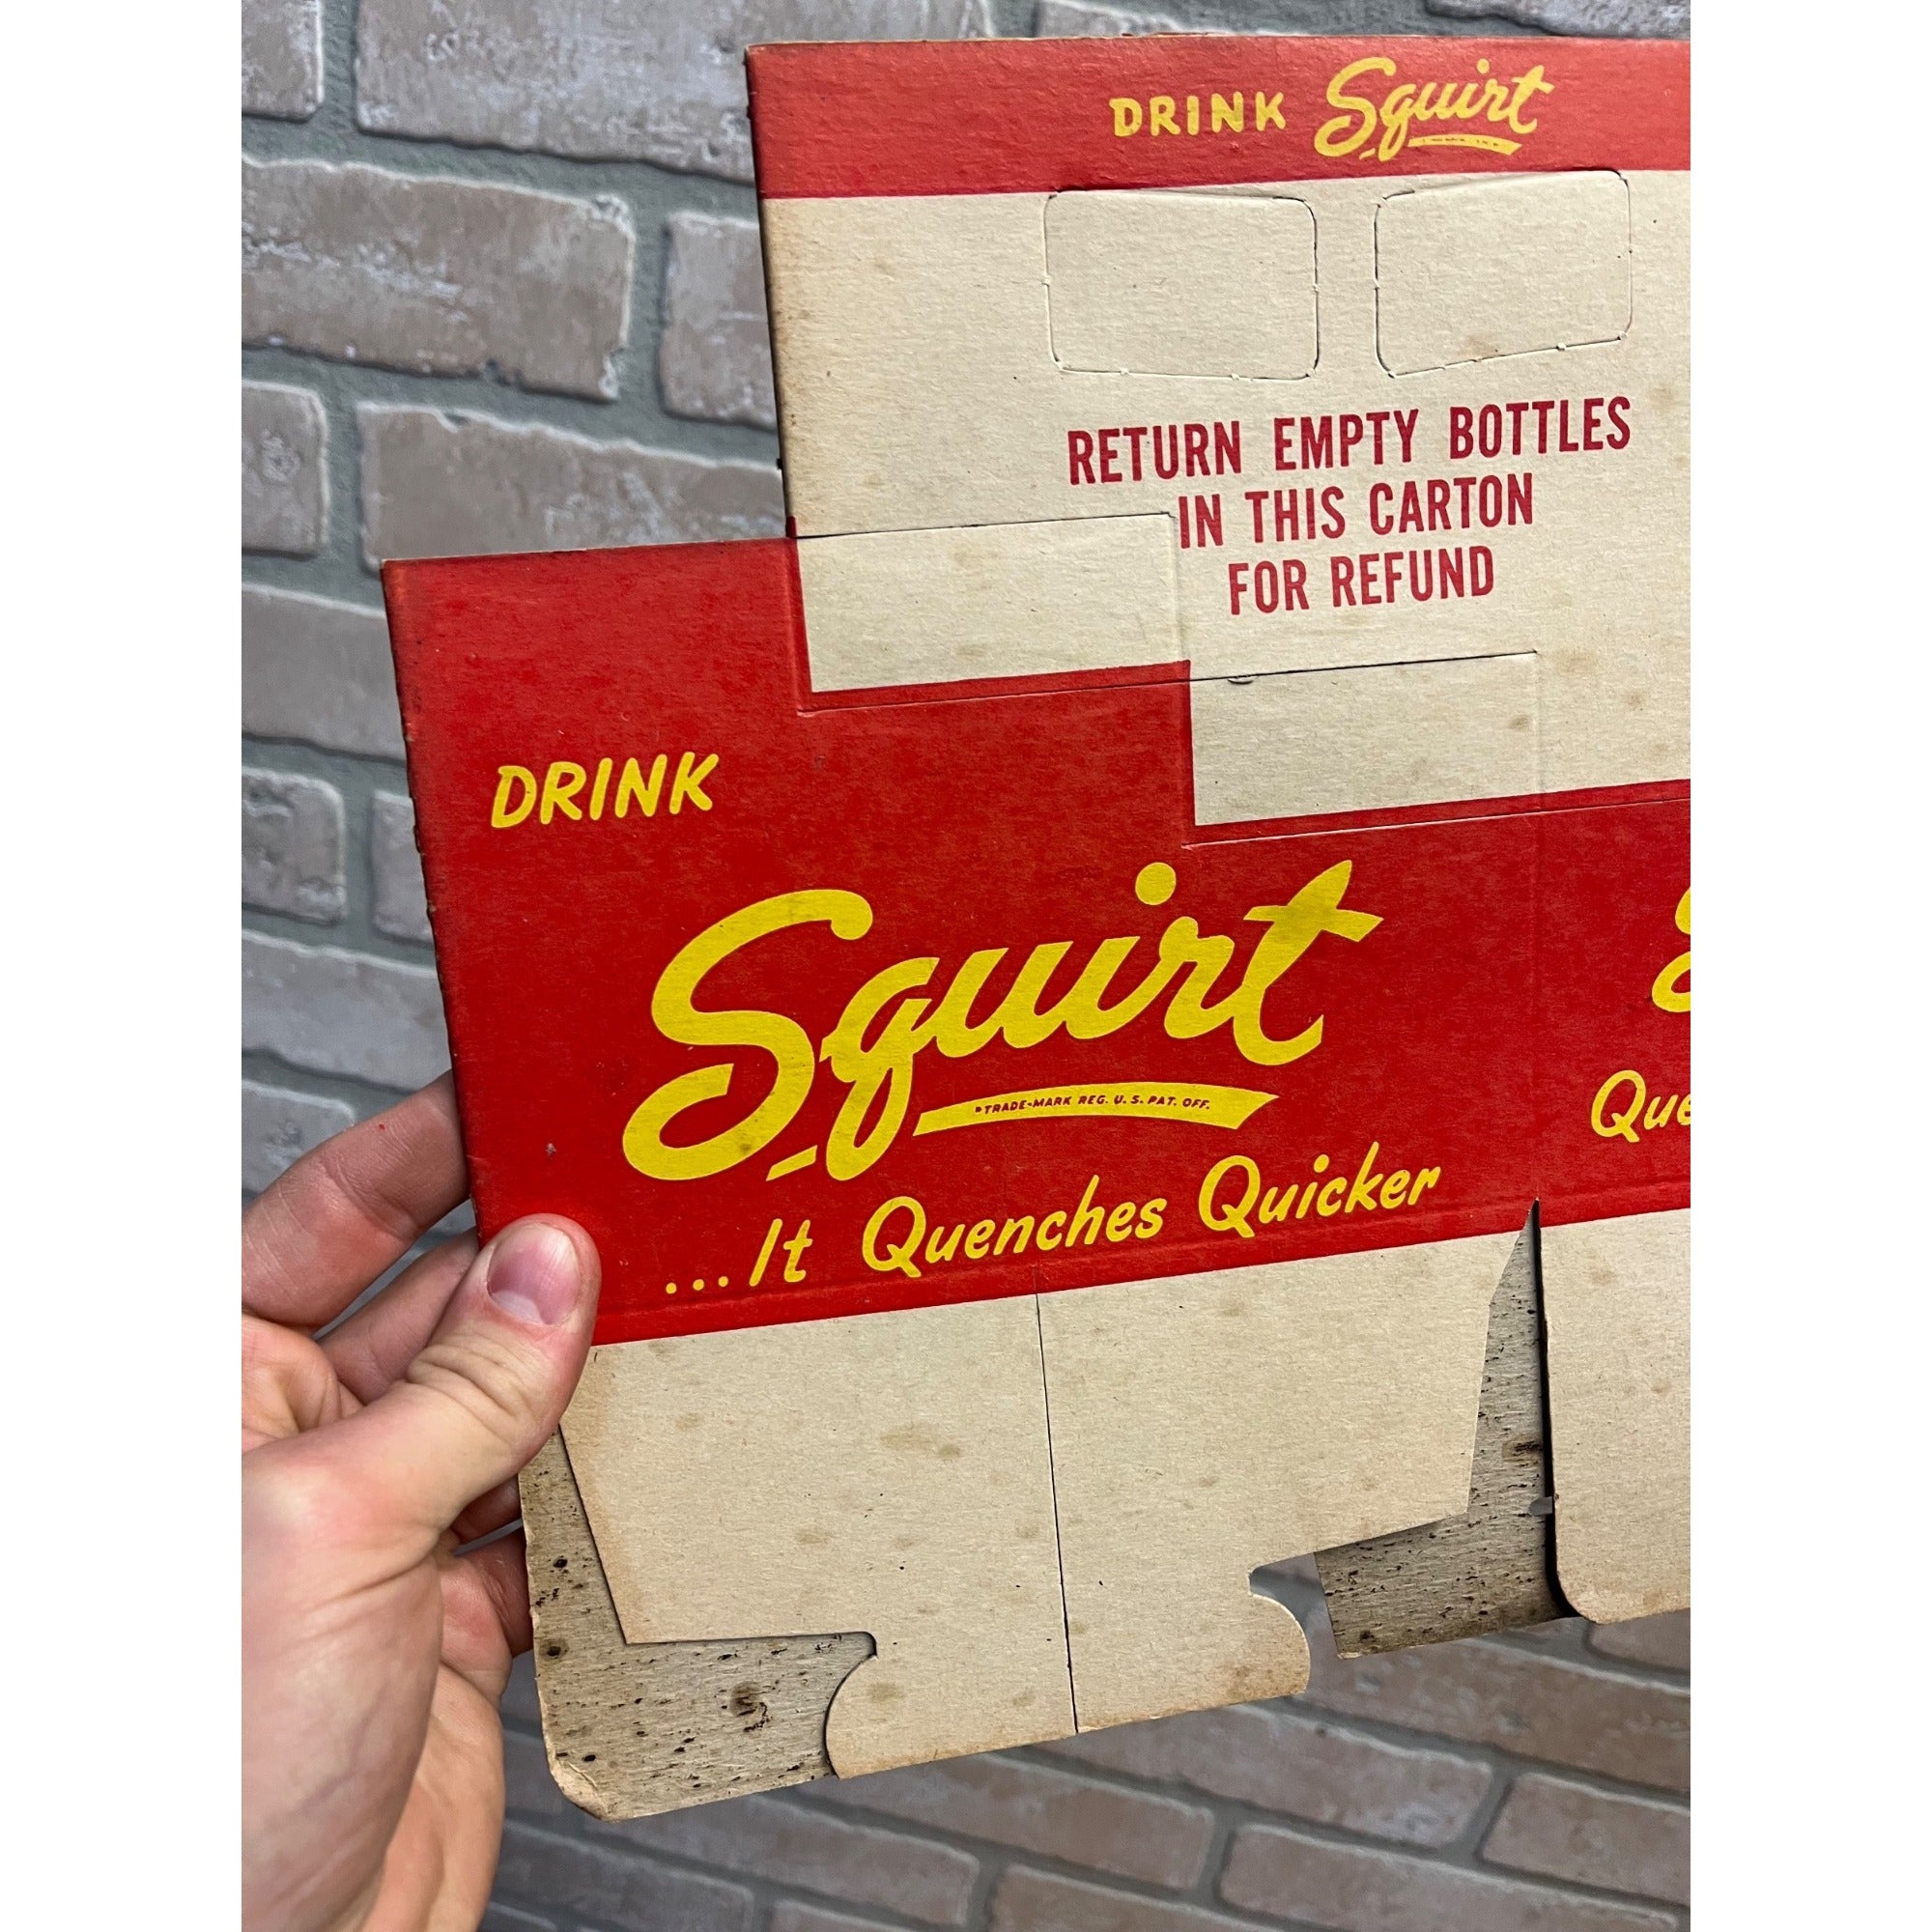 DRINK Squirt
RETURN EMPTY BOTTLES
IN THIS CARTON
FOR REFUND
DRINK
Squirt
TRADE-MARK REG. U. S. PAT. OFF.
...It Quenches Quicker
S
Que